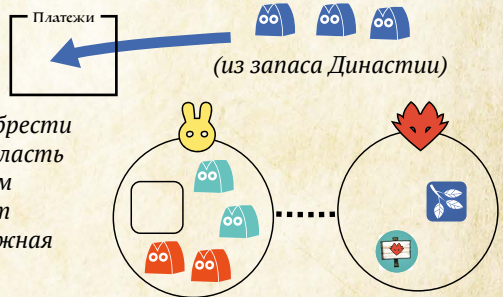 Платежи
(из запаса Династии)
брести
ласть
м
т
жная